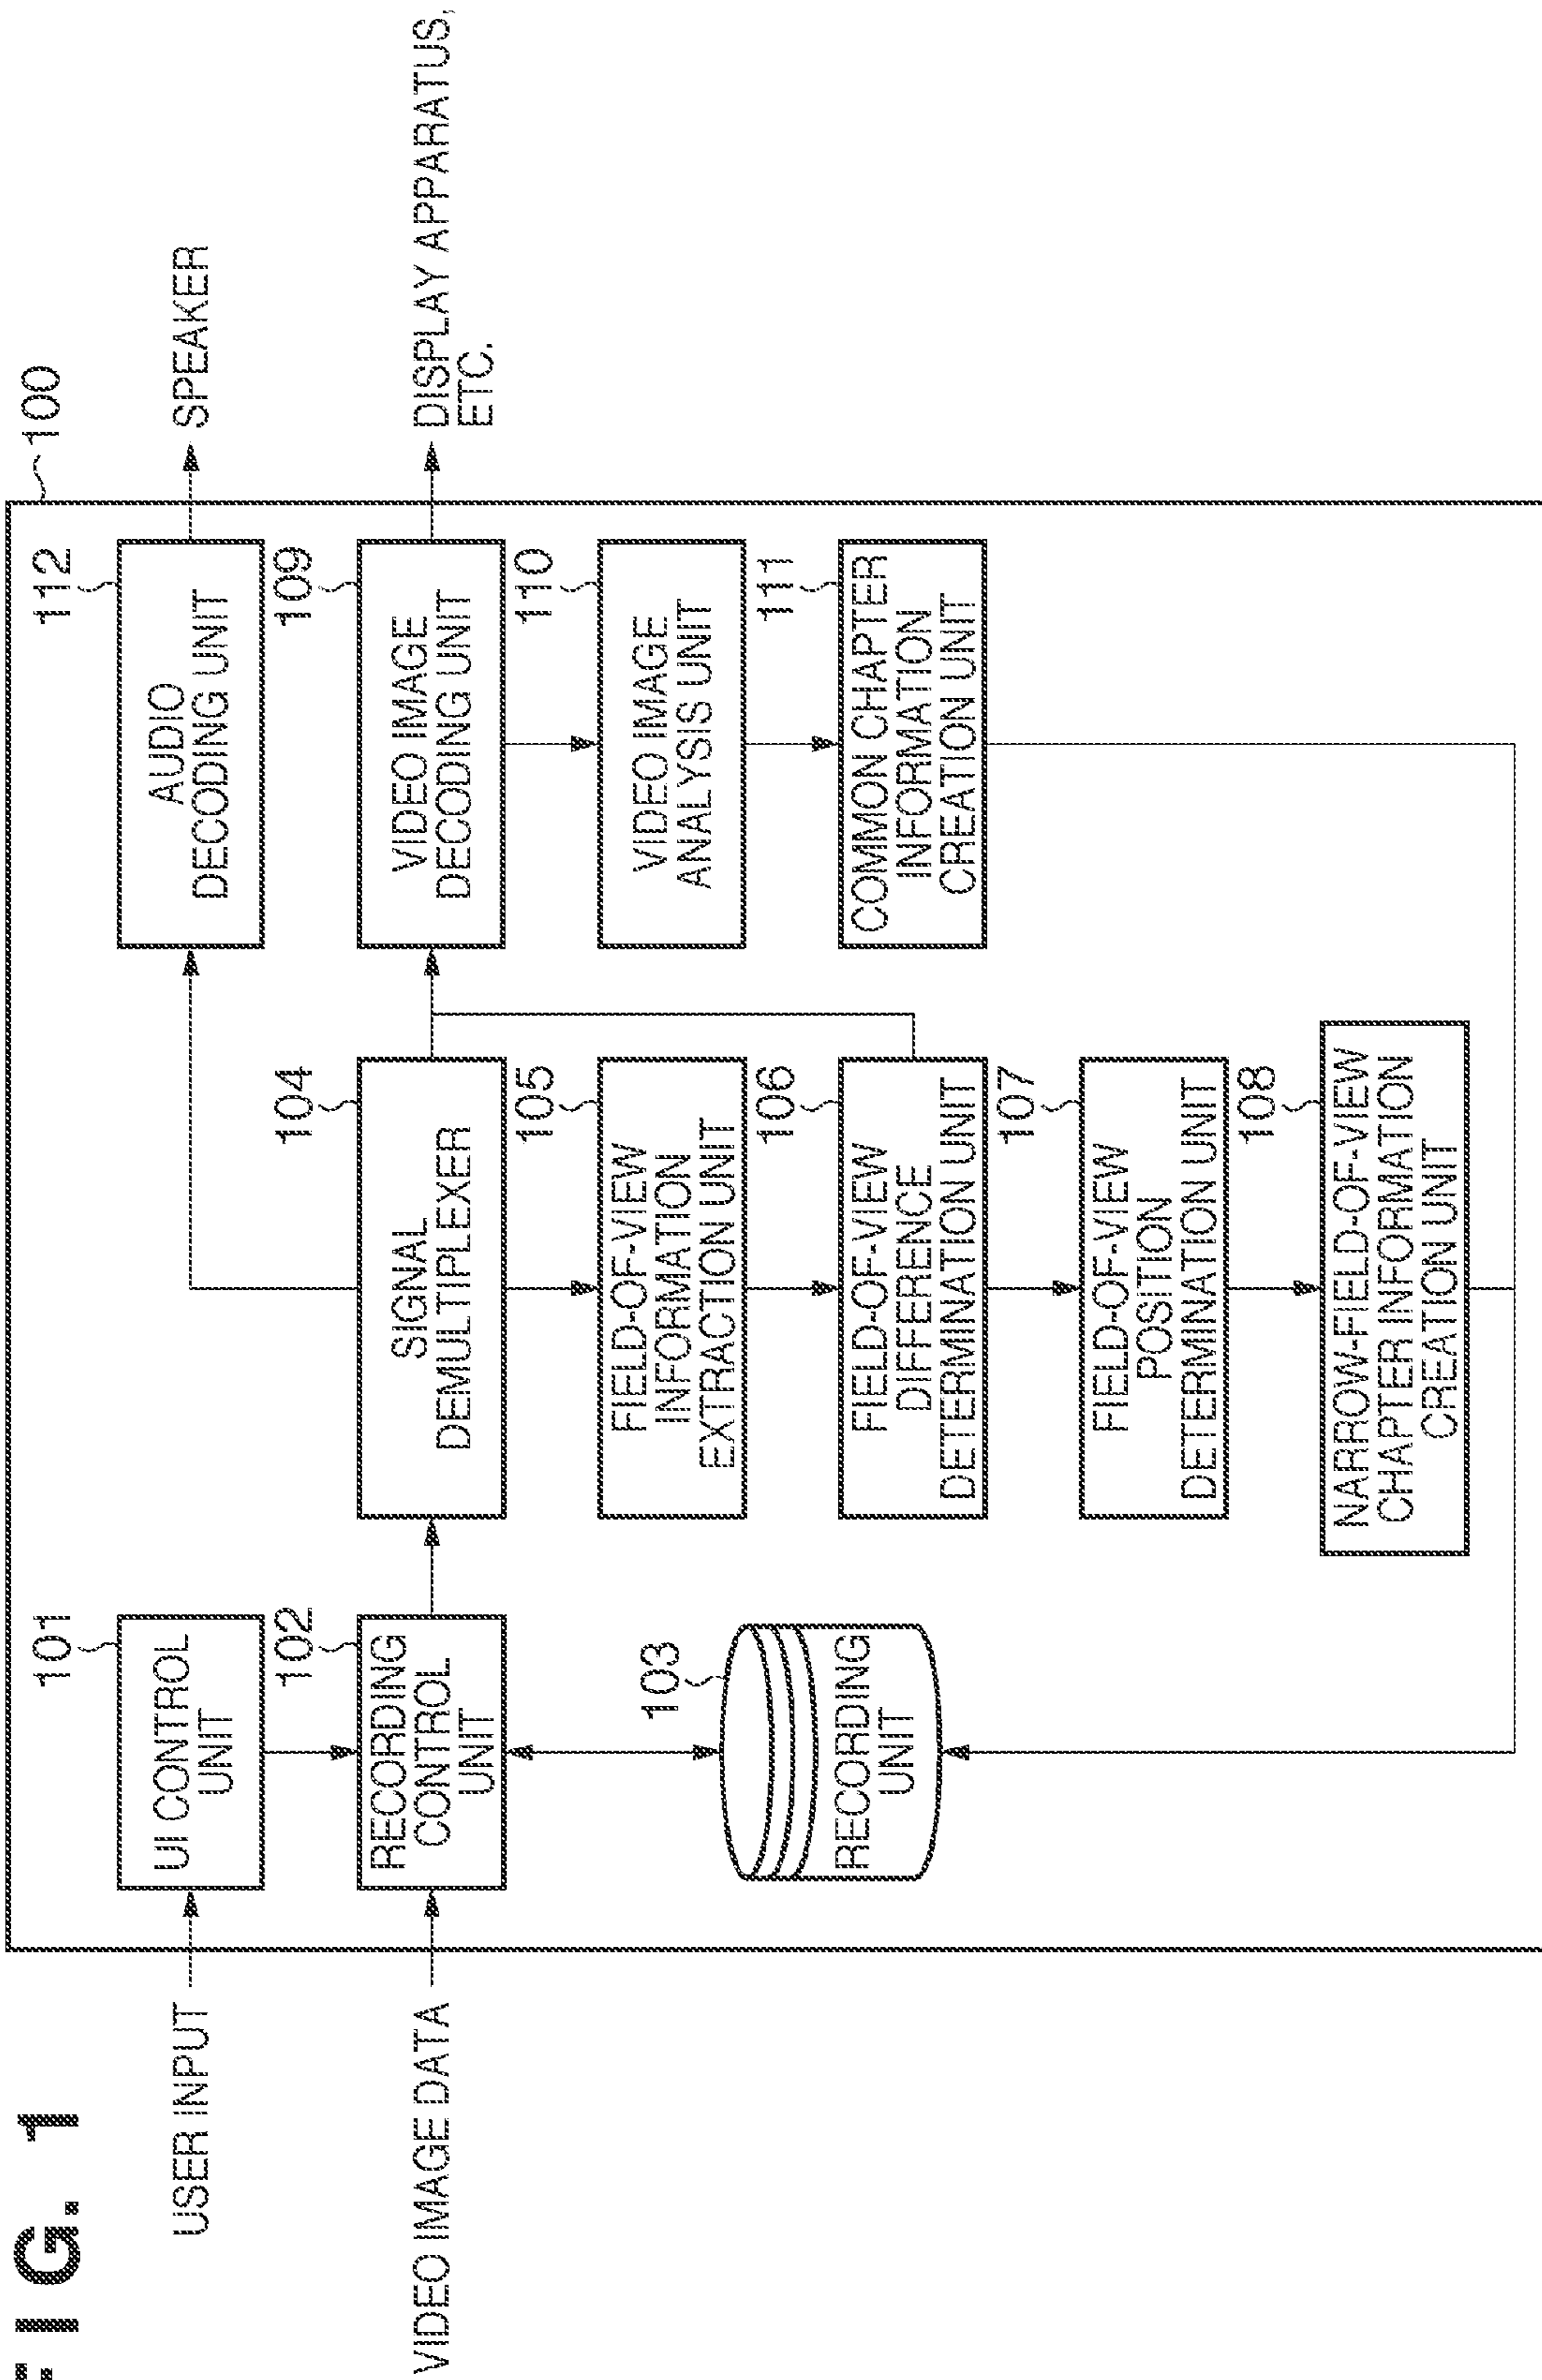 FIG. 1
100
USER INPUT
101
UI CONTROL
UNIT
112
AUDIO
DECODING UNIT
SPEAKER
VIDEO IMAGE DATA
102
RECORDING
CONTROL
UNIT
104
SIGNAL
DEMULTIPLEXER
109
VIDEO IMAGE
DECODING UNIT
DISPLAY APPARATUS,
ETC.
105
FIELD-OF-VIEW
INFORMATION
EXTRACTION UNIT
110
VIDEO IMAGE
ANALYSIS UNIT
103
RECORDING
UNIT
106
FIELD-OF-VIEW
DIFFERENCE
DETERMINATION UNIT
111
COMMON CHAPTER
INFORMATION
CREATION UNIT
107
FIELD-OF-VIEW
POSITION
DETERMINATION UNIT
108
NARROW-FIELD-OF-VIEW
CHAPTER INFORMATION
CREATION UNIT